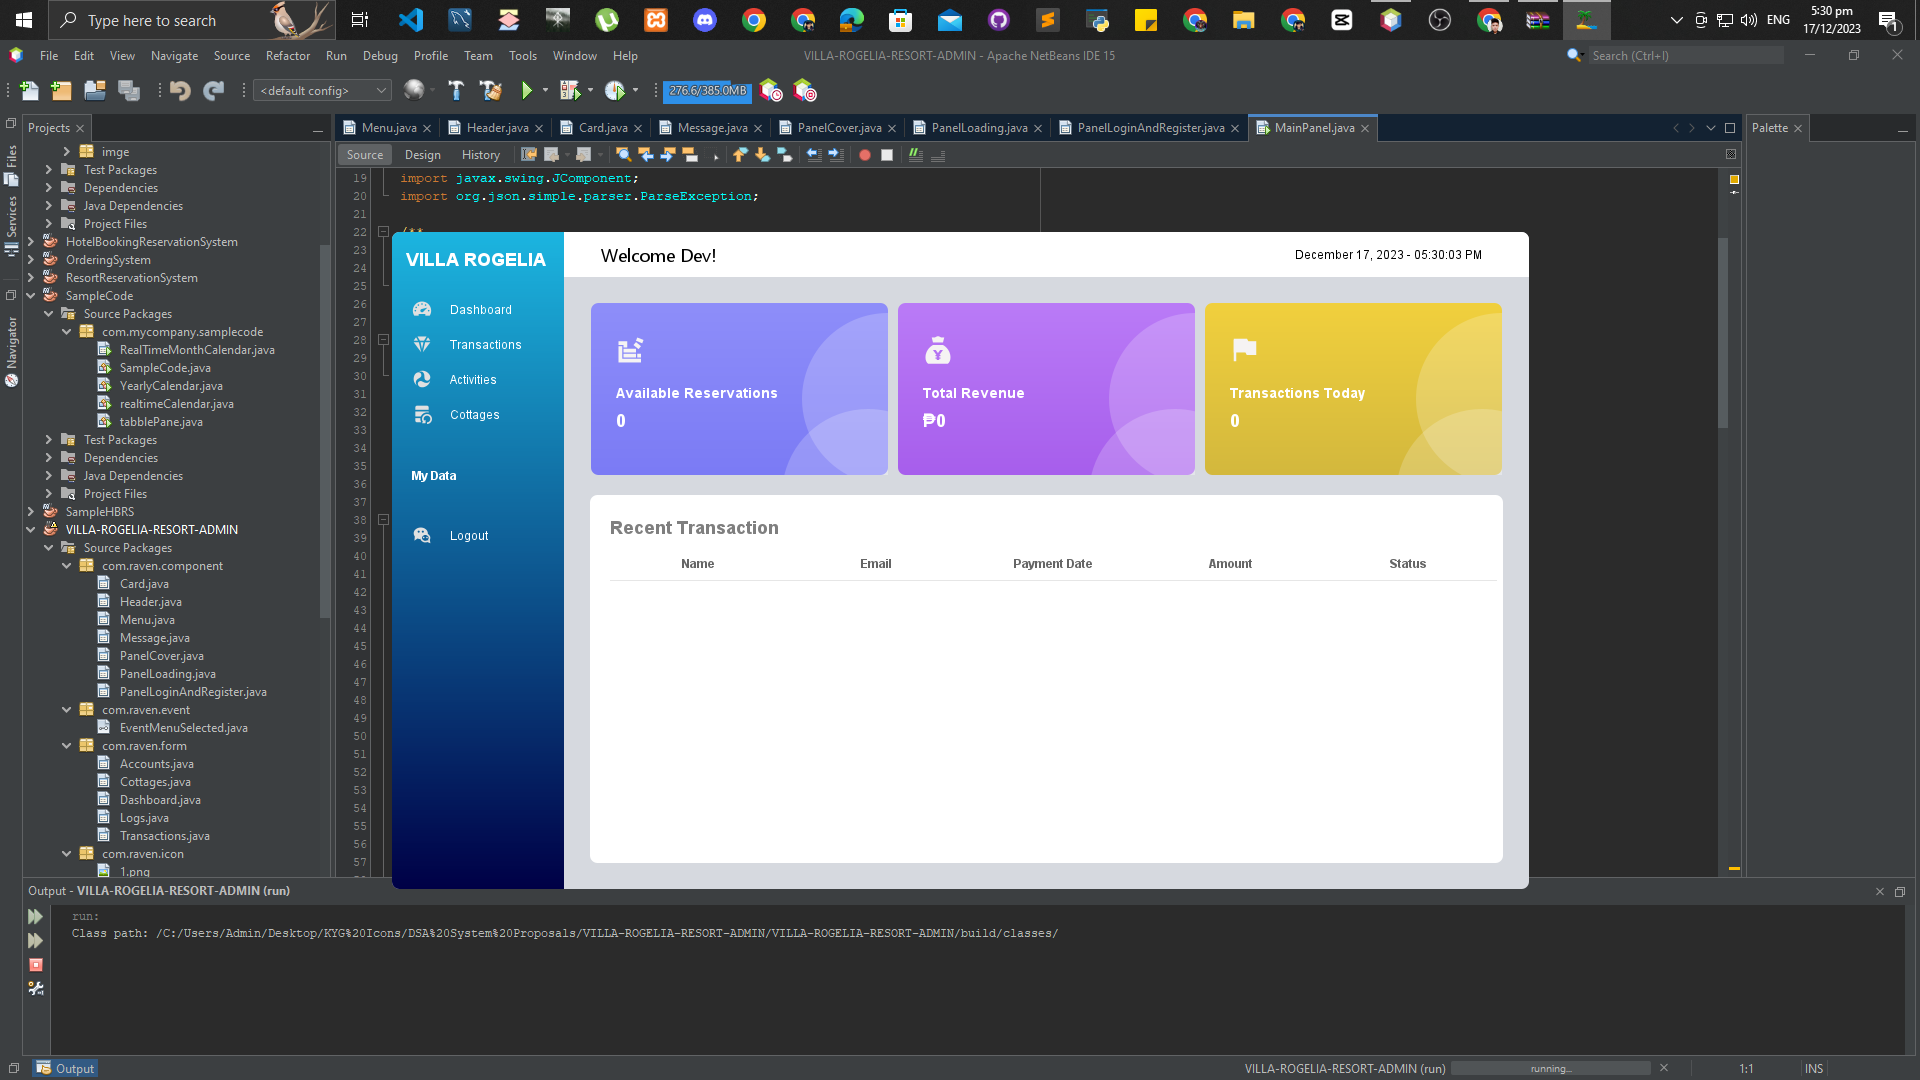 Type here to search
ENG
5:30 pm
17/12/2023
1
File Edit View Navigate Source Refactor Run Debug Profile Team Tools Window Help
VILLA-ROGELIA-RESORT-ADMIN - Apache NetBeans IDE 15
Search (Ctrl+I)
<default config>
276.6/385.0MB
Projects
Menu.java Header.java Card.java Message.java PanelCover.java PanelLoading.java PanelLoginAndRegister.java MainPanel.java
Palette
Source Design History
Files
Services
Navigator
imge
Test Packages
Dependencies
Java Dependencies
Project Files
HotelBookingReservationSystem
OrderingSystem
ResortReservationSystem
SampleCode
Source Packages
com.mycompany.samplecode
RealTimeMonthCalendar.java
SampleCode.java
YearlyCalendar.java
realtimeCalendar.java
tabblePane.java
Test Packages
Dependencies
Java Dependencies
Project Files
SampleHBRS
VILLA-ROGELIA-RESORT-ADMIN
Source Packages
com.raven.component
Card.java
Header.java
Menu.java
Message.java
PanelCover.java
PanelLoading.java
PanelLoginAndRegister.java
com.raven.event
EventMenuSelected.java
com.raven.form
Accounts.java
Cottages.java
Dashboard.java
Logs.java
Transactions.java
com.raven.icon
1.png
19 import javax.swing.JComponent;
20 import org.json.simple.parser.ParseException;
21
22 /**
23
24
25
26
27
28
29
30
31
32
33
34
35
36
37
38
39
40
41
42
43
44
45
46
47
48
49
50
51
52
53
54
55
56
57
VILLA ROGELIA
Dashboard
Transactions
Activities
Cottages
My Data
Logout
Welcome Dev!
December 17, 2023 - 05:30:03 PM
Available Reservations
0
Total Revenue
₱0
Transactions Today
0
Recent Transaction
Name Email Payment Date Amount Status
Output - VILLA-ROGELIA-RESORT-ADMIN (run)
run:
Class path: /C:/Users/Admin/Desktop/KYG%20Icons/DSA%20System%20Proposals/VILLA-ROGELIA-RESORT-ADMIN/VILLA-ROGELIA-RESORT-ADMIN/build/classes/
Output
VILLA-ROGELIA-RESORT-ADMIN (run)
running...
1:1
INS